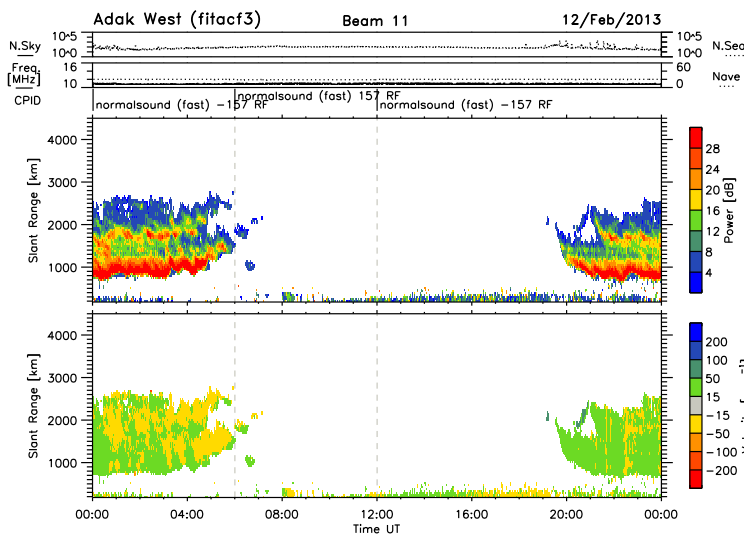 Adak West (fitacf3) Beam 11 12/Feb/2013
N.Sky 10^5 10^0 10^5 10^0 N.Sea
Freq. [MHz] 16 10 60 0 Nave
CPID normalsound (fast) -157 RF normalsound (fast) 157 RF normalsound (fast) -157 RF
Slant Range [km] 4000 3000 2000 1000
28 24 20 16 12 8 4 Power [dB]
Slant Range [km] 4000 3000 2000 1000
200 100 50 15 -15 -50 -100 -200
00:00 04:00 08:00 12:00 16:00 20:00 00:00
Time UT